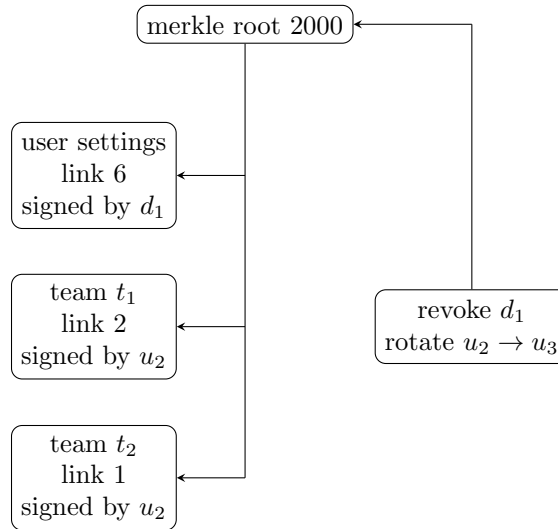 merkle root 2000
user settings
link 6
signed by d₁
team t₁
link 2
signed by u₂
revoke d₁
rotate u₂ → u₃
team t₂
link 1
signed by u₂